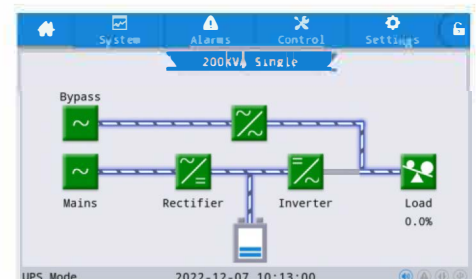 System Alarms Control Settings
200kVA Single
Bypass
Mains Rectifier Inverter Load
0.0%
UPS Mode 2022-12-07 10:13:00